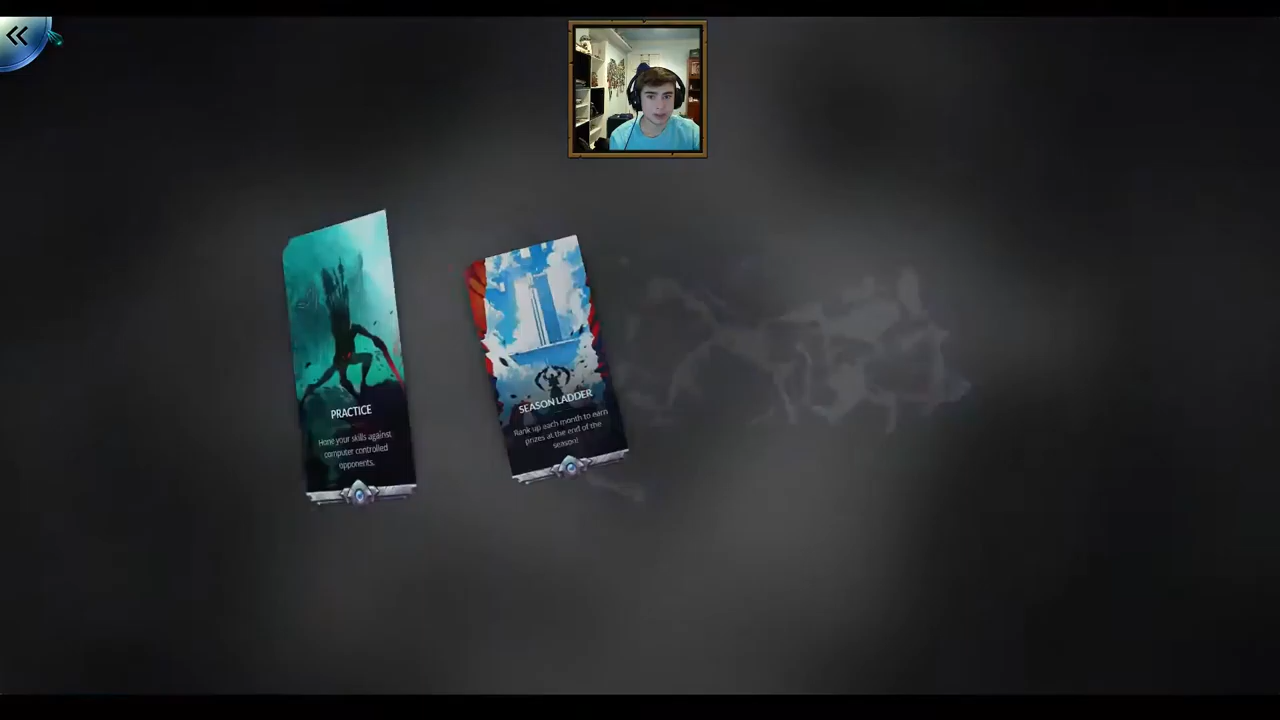 PRACTICE
Hone your skills against
computer controlled
opponents.
SEASON LADDER
Rank up each month to earn
prizes at the end of the
season!